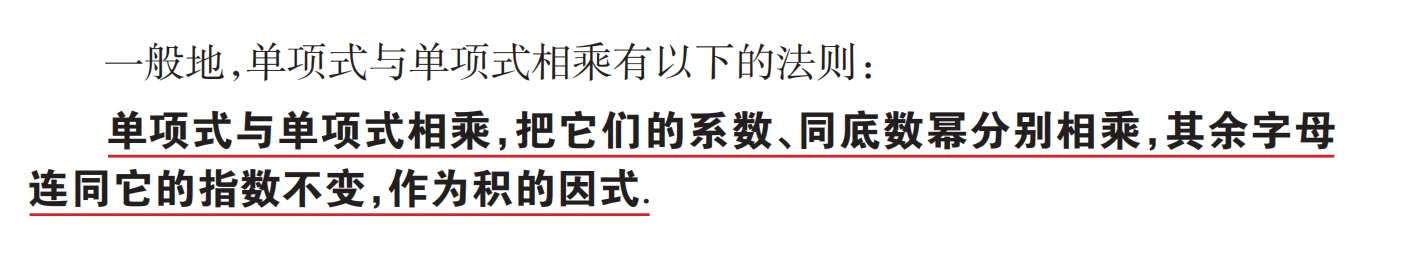 一般地,单项式与单项式相乘有以下的法则:
单项式与单项式相乘,把它们的系数、同底数幂分别相乘,其余字母
连同它的指数不变,作为积的因式.